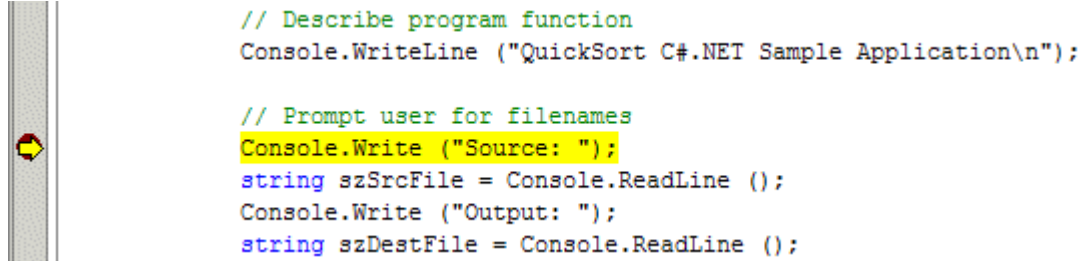 // Describe program function
Console.WriteLine ("QuickSort C#.NET Sample Application\n");
// Prompt user for filenames
Console.Write ("Source: ");
string szSrcFile = Console.ReadLine ();
Console.Write ("Output: ");
string szDestFile = Console.ReadLine ();